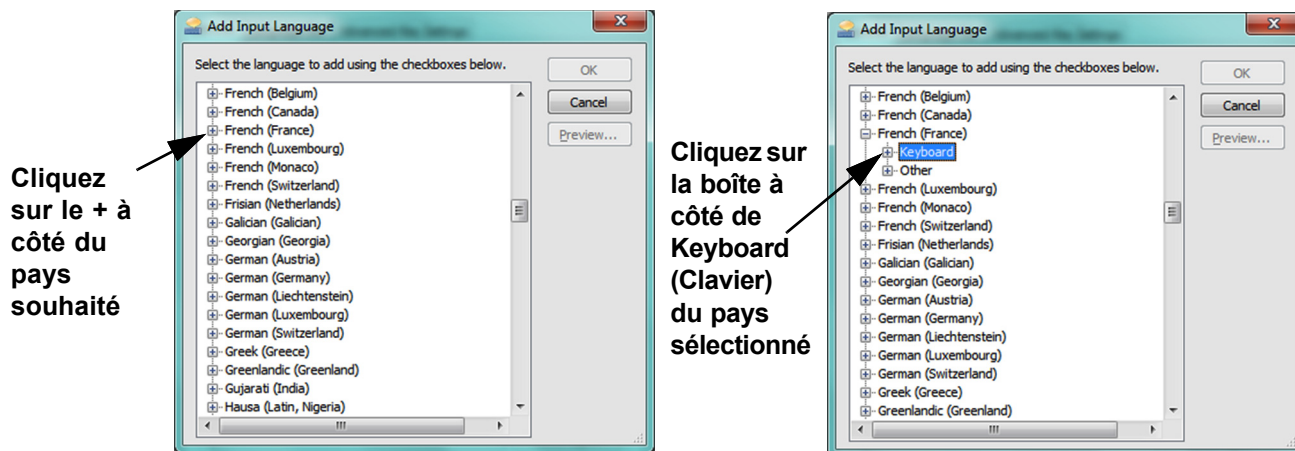 Add Input Language
Select the language to add using the checkboxes below.
French (Belgium)
French (Canada)
French (France)
French (Luxembourg)
French (Monaco)
French (Switzerland)
Frisian (Netherlands)
Galician (Galician)
Georgian (Georgia)
German (Austria)
German (Germany)
German (Liechtenstein)
German (Luxembourg)
German (Switzerland)
Greek (Greece)
Greenlandic (Greenland)
Gujarati (India)
Hausa (Latin, Nigeria)
OK
Cancel
Preview...
Cliquez
sur le + à
côté du
pays
souhaité
Add Input Language
Select the language to add using the checkboxes below.
French (Belgium)
French (Canada)
French (France)
Keyboard
Other
French (Luxembourg)
French (Monaco)
French (Switzerland)
Frisian (Netherlands)
Galician (Galician)
Georgian (Georgia)
German (Austria)
German (Germany)
German (Liechtenstein)
German (Luxembourg)
German (Switzerland)
Greek (Greece)
Greenlandic (Greenland)
OK
Cancel
Preview...
Cliquez sur
la boîte à
côté de
Keyboard
(Clavier)
du pays
sélectionné